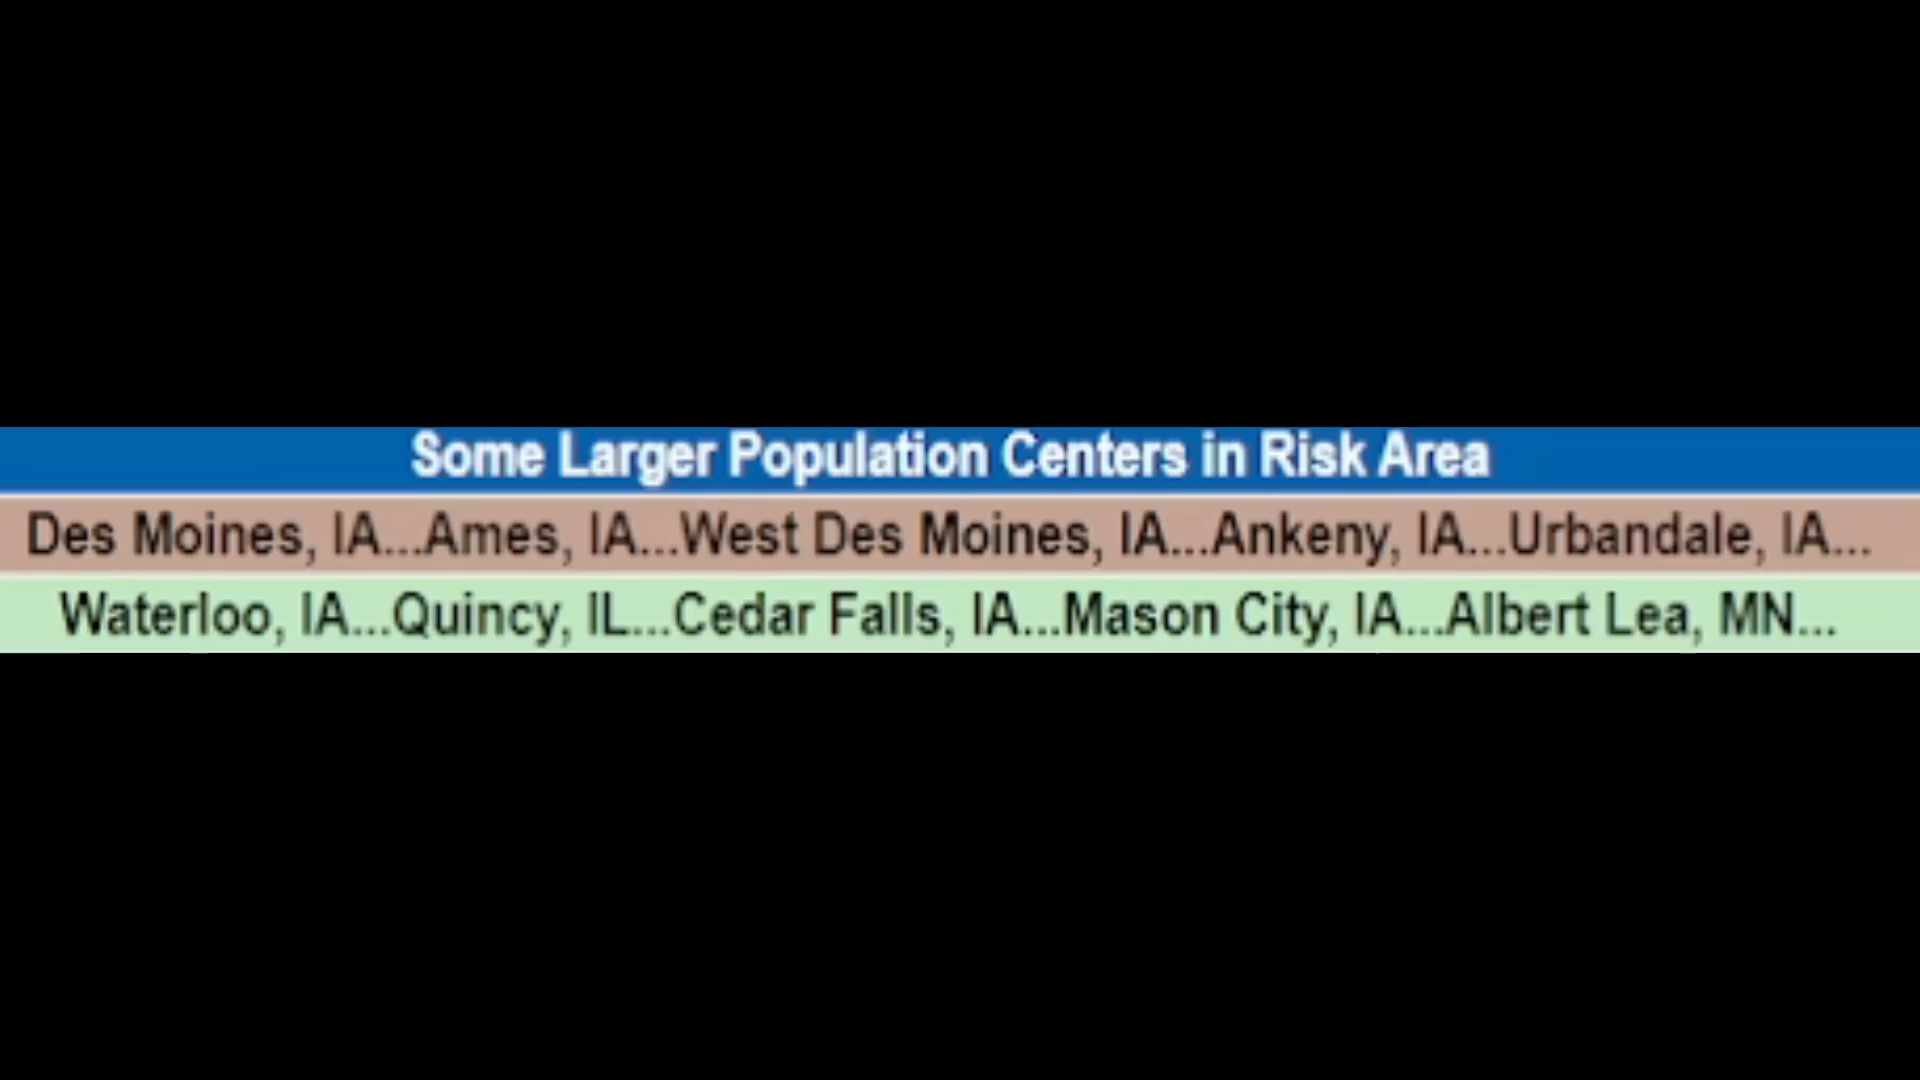 Some Larger Population Centers in Risk Area
Des Moines, IA...Ames, IA...West Des Moines, IA...Ankeny, IA...Urbandale, IA...
Waterloo, IA...Quincy, IL...Cedar Falls, IA...Mason City, IA...Albert Lea, MN...